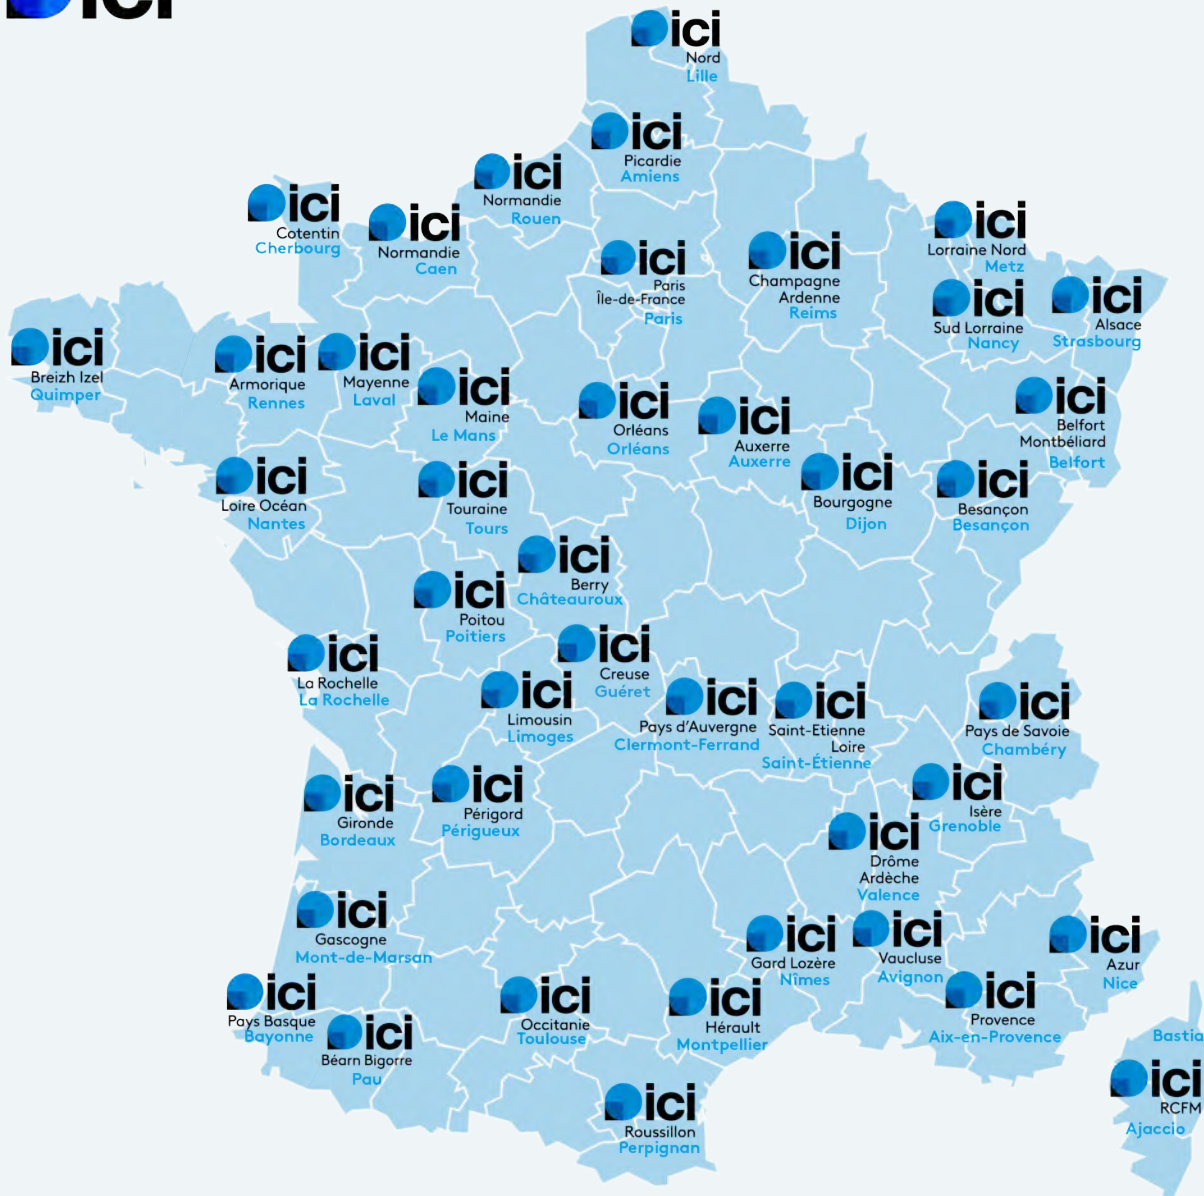 ici
ici
Nord
Lille
ici
Picardie
Amiens
ici
Normandie
Rouen
ici
Cotentin
Cherbourg
ici
Normandie
Caen
ici
Paris
Île-de-France
Paris
ici
Champagne
Ardenne
Reims
ici
Lorraine Nord
Metz
ici
Sud Lorraine
Nancy
ici
Alsace
Strasbourg
ici
Breizh Izel
Quimper
ici
Armorique
Rennes
ici
Mayenne
Laval
ici
Maine
Le Mans
ici
Orléans
Orléans
ici
Auxerre
Auxerre
ici
Belfort
Montbéliard
Belfort
ici
Loire Océan
Nantes
ici
Touraine
Tours
ici
Bourgogne
Dijon
ici
Besançon
Besançon
ici
Berry
Châteauroux
ici
Poitou
Poitiers
ici
La Rochelle
La Rochelle
ici
Creuse
Guéret
ici
Limousin
Limoges
ici
Pays d'Auvergne
Clermont-Ferrand
ici
Saint-Etienne
Loire
Saint-Étienne
ici
Pays de Savoie
Chambéry
ici
Gironde
Bordeaux
ici
Périgord
Périgueux
ici
Isère
Grenoble
ici
Drôme
Ardèche
Valence
ici
Gascogne
Mont-de-Marsan
ici
Gard Lozère
Nîmes
ici
Vaucluse
Avignon
ici
Azur
Nice
ici
Pays Basque
Bayonne
ici
Béarn Bigorre
Pau
ici
Occitanie
Toulouse
ici
Hérault
Montpellier
ici
Provence
Aix-en-Provence
ici
Roussillon
Perpignan
Bastia
ici
RCFM
Ajaccio